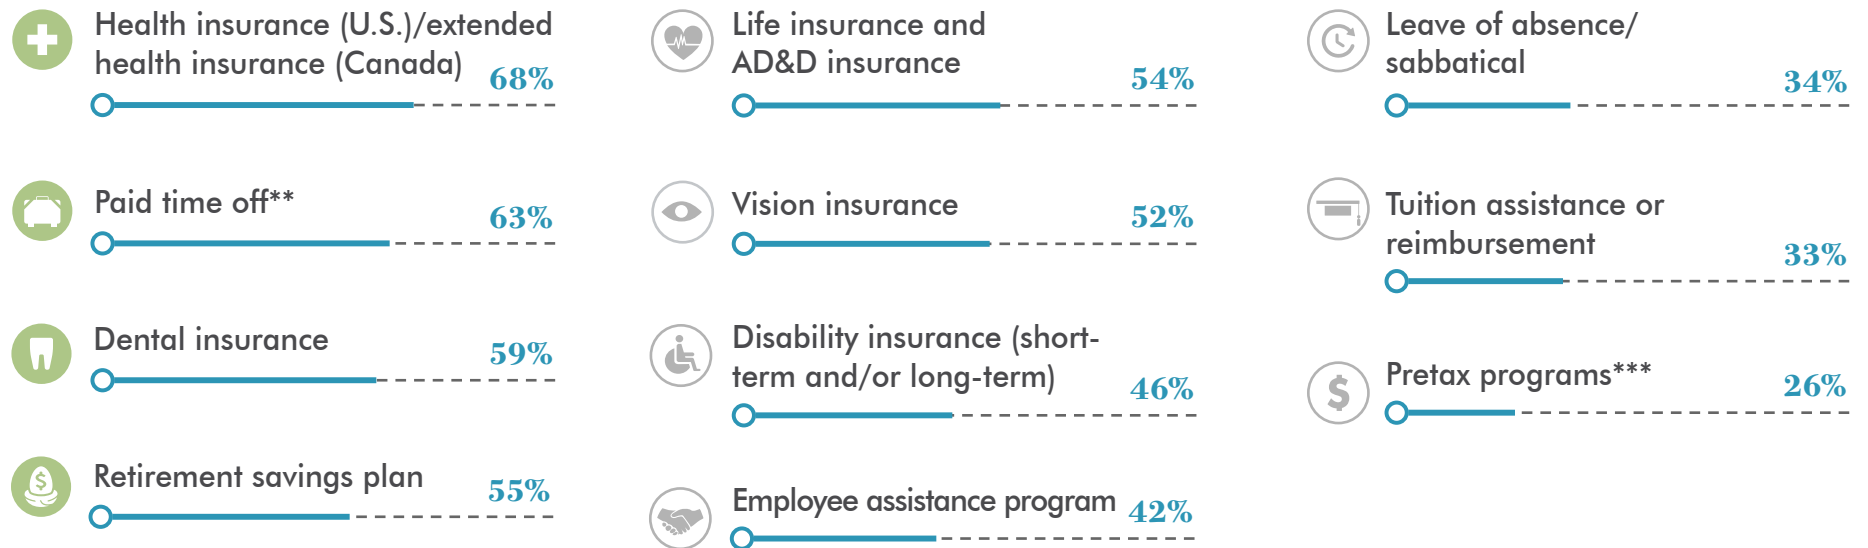 Health insurance (U.S.)/extended
health insurance (Canada)
68%
Paid time off**
63%
Dental insurance
59%
Retirement savings plan
55%
Life insurance and
AD&D insurance
54%
Vision insurance
52%
Disability insurance (short-
term and/or long-term)
46%
Employee assistance program
42%
Leave of absence/
sabbatical
34%
Tuition assistance or
reimbursement
33%
Pretax programs***
26%